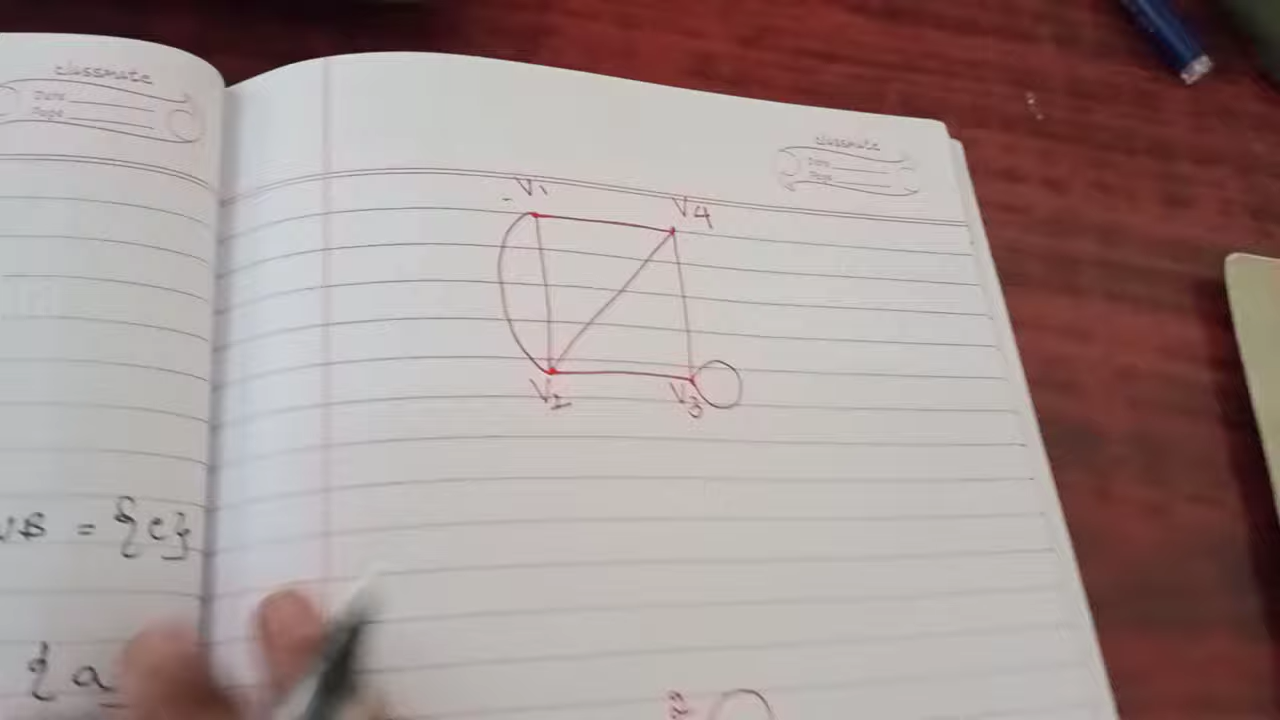 classmate
Date
Page
classmate
Date
Page
V1
V4
V2
V3
= {c}
{ a